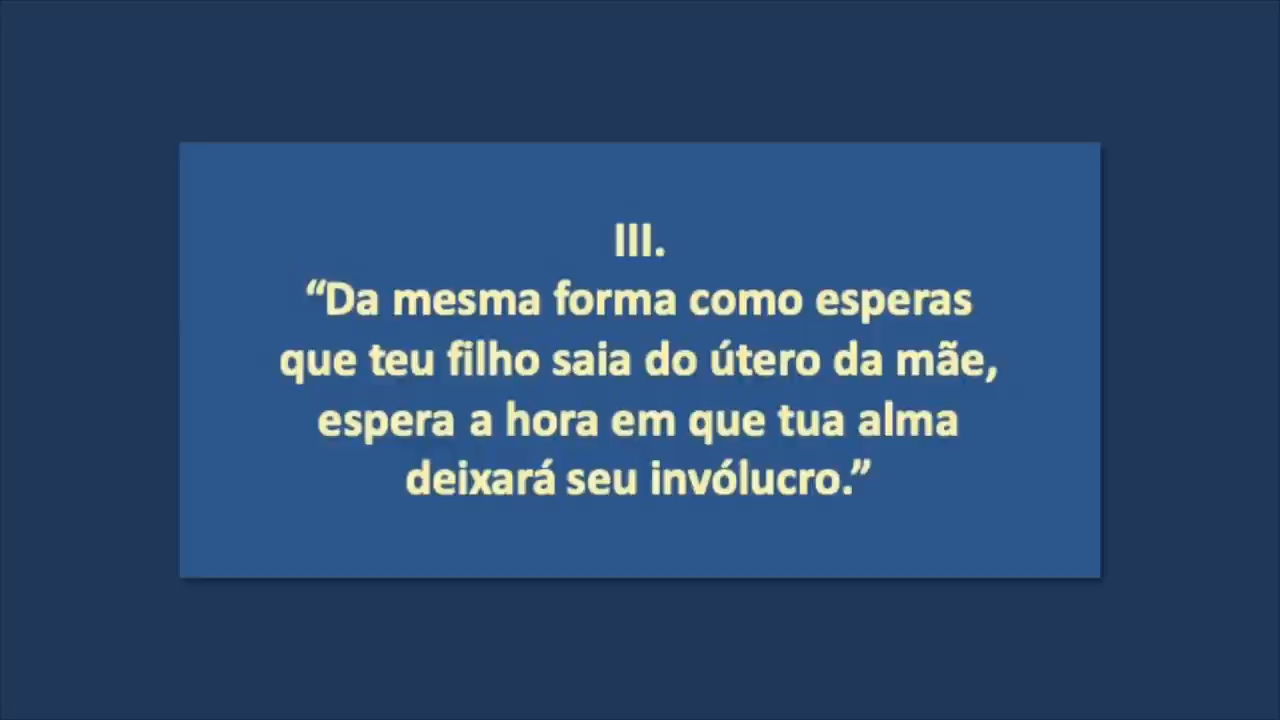 III.
“Da mesma forma como esperas
que teu filho saia do útero da mãe,
espera a hora em que tua alma
deixará seu invólucro.”